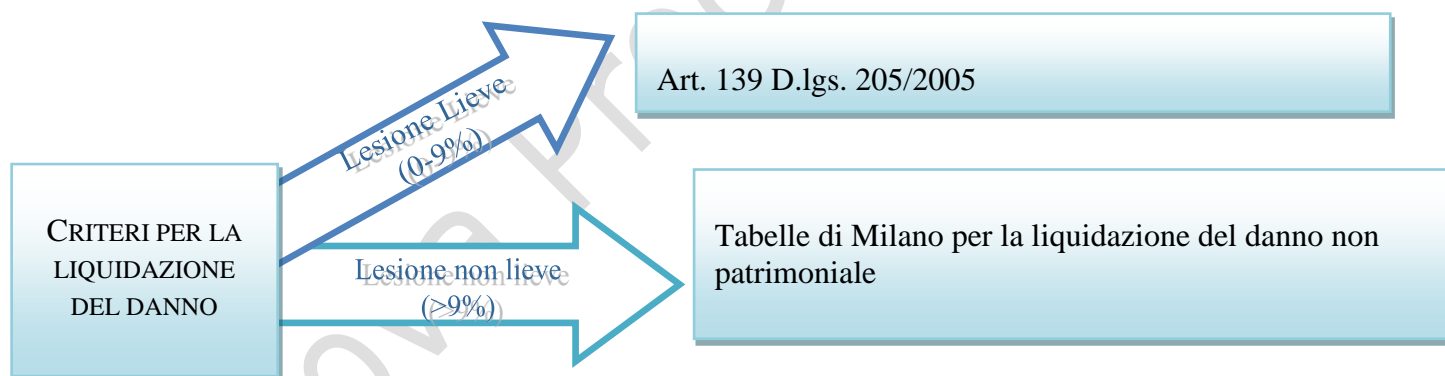 Lesione Lieve
(0-9%)
Art. 139 D.lgs. 205/2005
CRITERI PER LA
LIQUIDAZIONE
DEL DANNO
Lesione non lieve
(>9%)
Tabelle di Milano per la liquidazione del danno non
patrimoniale